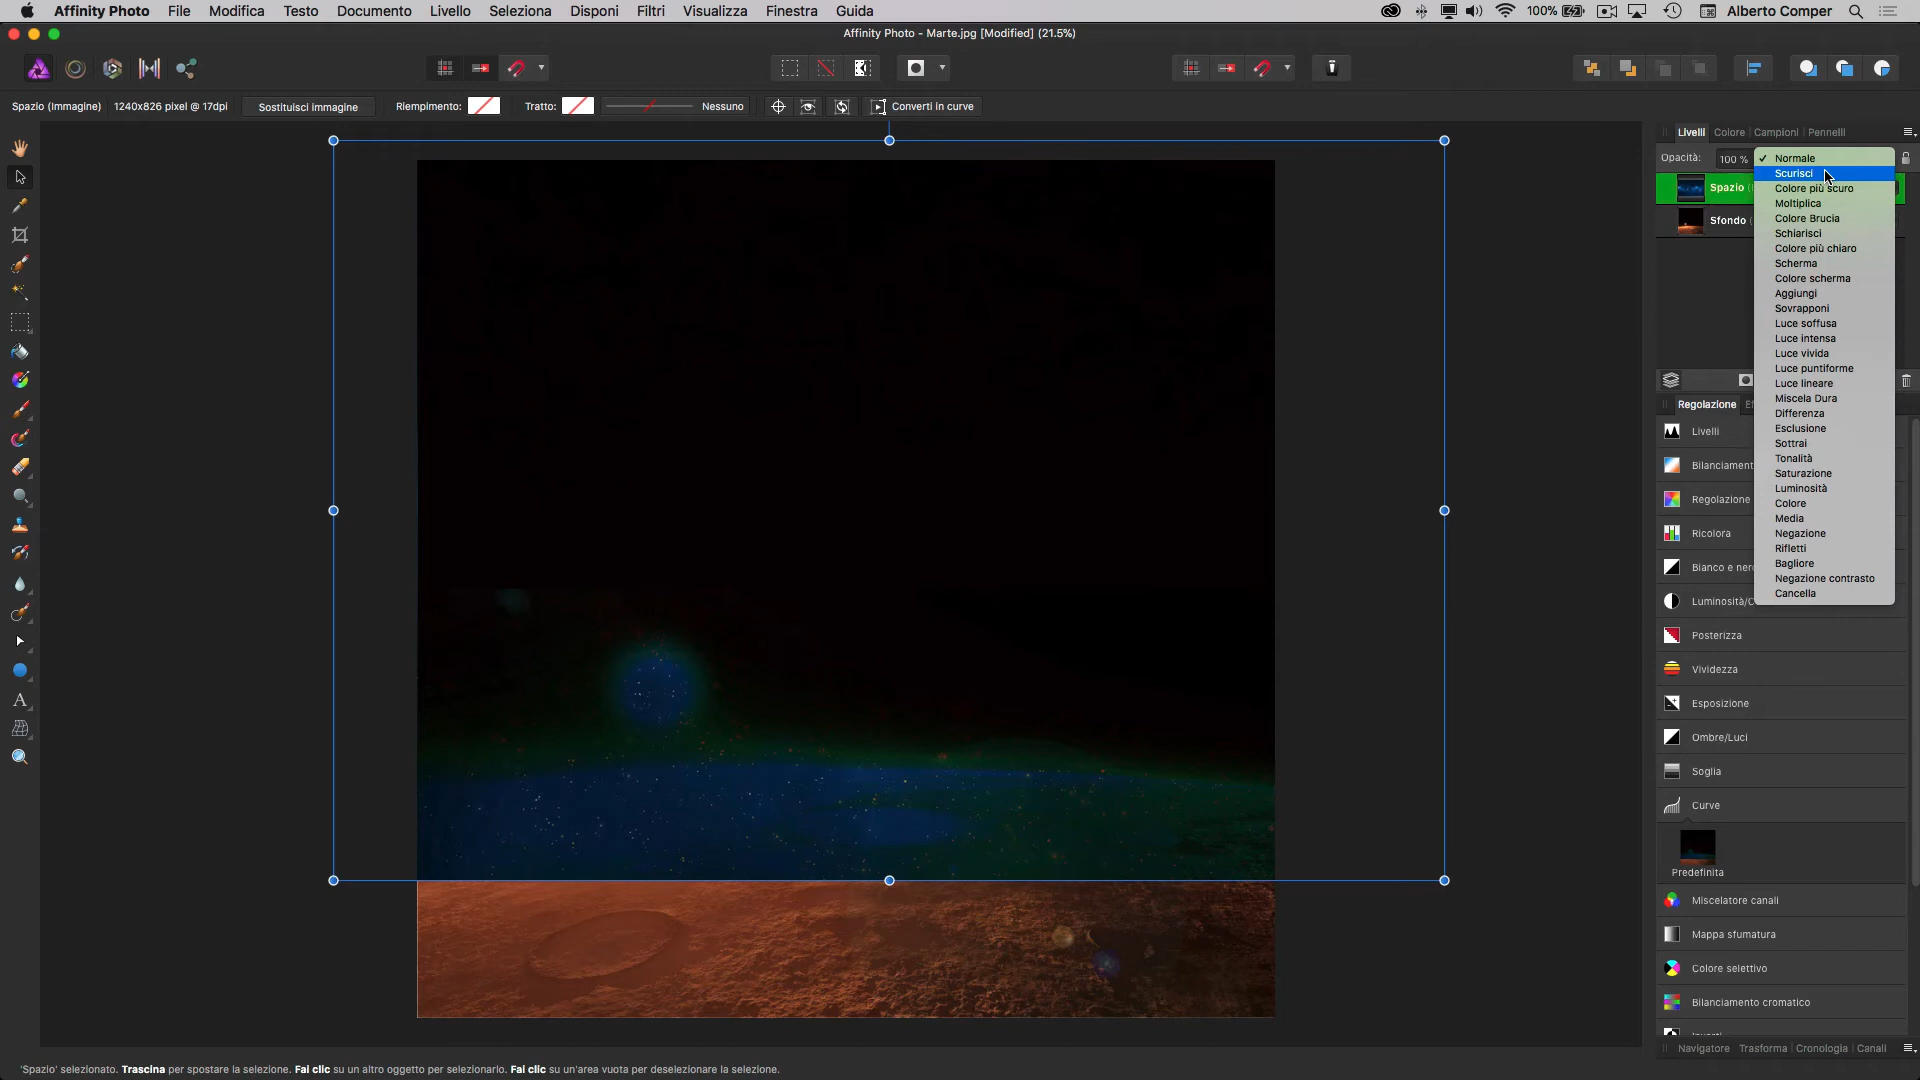 Affinity Photo File Modifica Testo Documento Livello Seleziona Disponi Filtri Visualizza Finestra Guida 100% Alberto Comper
Affinity Photo - Marte.jpg [Modified] (21.5%)
Spazio (Immagine) 1240x826 pixel @ 17dpi Sostituisci immagine Riempimento: Tratto: Nessuno Converti in curve
Livelli Colore Campioni Pennelli
Opacità: 100 %
Spazio
Sfondo
Normale
Scurisci
Colore più scuro
Moltiplica
Colore Brucia
Schiarisci
Colore più chiaro
Scherma
Colore scherma
Aggiungi
Sovrapponi
Luce soffusa
Luce intensa
Luce vivida
Luce puntiforme
Luce lineare
Miscela Dura
Differenza
Esclusione
Sottrai
Tonalità
Saturazione
Luminosità
Colore
Media
Negazione
Rifletti
Bagliore
Negazione contrasto
Cancella
Regolazione
Livelli
Bilanciament
Regolazione
Ricolora
Bianco e nero
Luminosità/C
Posterizza
Vividezza
Esposizione
Ombre/Luci
Soglia
Curve
Predefinita
Miscelatore canali
Mappa sfumatura
Colore selettivo
Bilanciamento cromatico
Navigatore Trasforma Cronologia Canali
'Spazio' selezionato. Trascina per spostare la selezione. Fai clic su un altro oggetto per selezionarlo. Fai clic su un'area vuota per deselezionare la selezione.